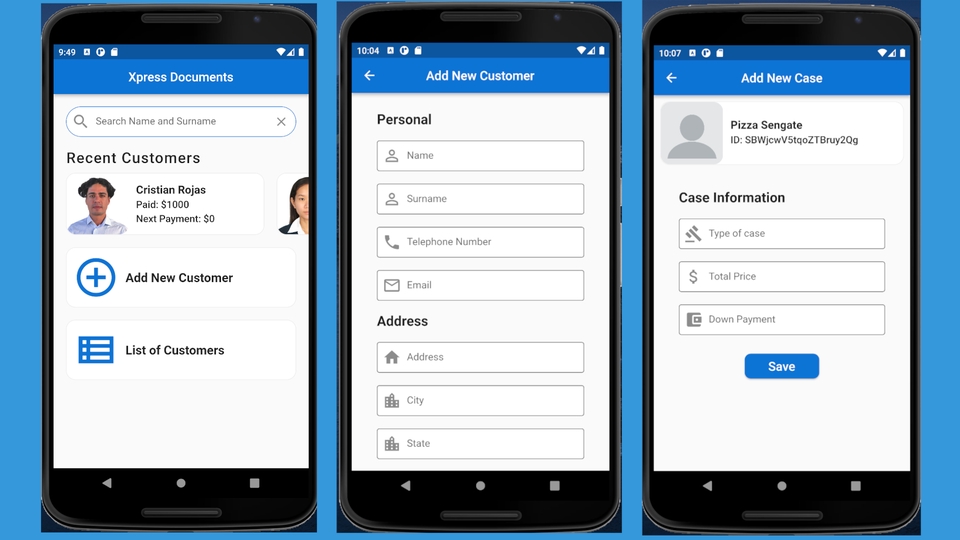 9:49
Xpress Documents
Search Name and Surname
Recent Customers
Cristian Rojas
Paid: $1000
Next Payment: $0
Add New Customer
List of Customers
10:04
Add New Customer
Personal
Name
Surname
Telephone Number
Email
Address
Address
City
State
10:07
Add New Case
Pizza Sengate
ID: SBWjcwV5tqoZTBruy2Qg
Case Information
Type of case
Total Price
Down Payment
Save